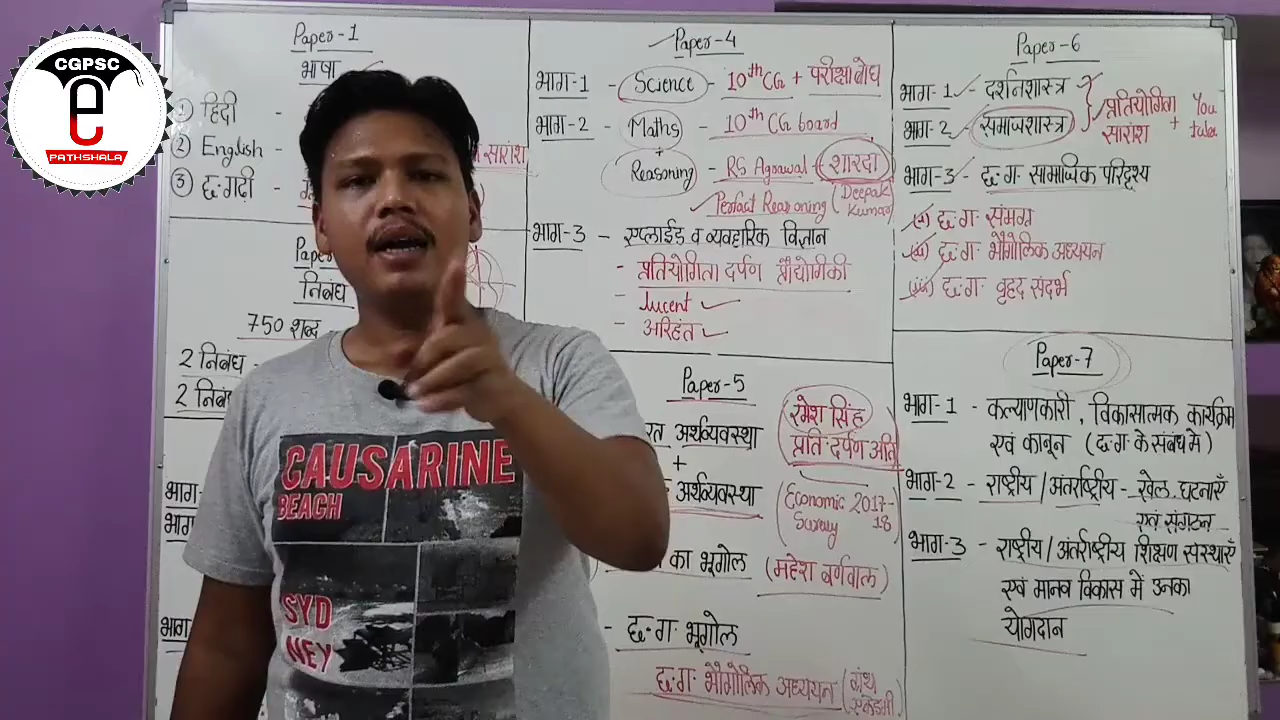 CGPSC
e
PATHSHALA
Paper-1
भाषा
① हिंदी -
② English -
③ छ.गढ़ी -
सारांश
निबंध
750 शब्द
2 निबंध
2 निबंध
भाग-
भाग
भाग
Paper-4
भाग-1 - Science - 10th CG + परीक्षा बोध
भाग-2 - Maths - 10th CG board
+
Reasoning - RS Agrawal - शारदा
Perfect Reasoning (Deepak Kumar)
भाग-3 - एप्लाईड व व्यवहारिक विज्ञान
- प्रतियोगिता दर्पण प्रौद्योगिकी
- lucent
- अरिहंत
Paper-5
अर्थव्यवस्था
+
अर्थव्यवस्था
रमेश सिंह
प्रति दर्पण अति
(Economic 2017-18
Survey)
का भूगोल (महेश बर्णवाल)
- छ.ग. भूगोल
छ.ग. भौगोलिक अध्ययन (ग्रंथ
Paper-6
भाग-1 - दर्शनशास्त्र
भाग-2 - समाजशास्त्र
प्रतियोगिता
सारांश + You
tube
भाग-3 - छ.ग. सामाजिक परिदृश्य
(i) छ.ग. समग्र
(ii) छ.ग. भौगोलिक अध्ययन
(iii) छ.ग. वृहद संदर्भ
Paper-7
भाग-1 - कल्याणकारी, विकासात्मक कार्यक्रम
एवं कानून (छ.ग. के संबंध में)
भाग-2 - राष्ट्रीय/अंतर्राष्ट्रीय - खेल, घटनाएँ
एवं संगठन
भाग-3 - राष्ट्रीय/अंतर्राष्ट्रीय शिक्षण संस्थाएँ
एवं मानव विकास में उनका
योगदान
CAUSARINE
BEACH
SYD
NEY